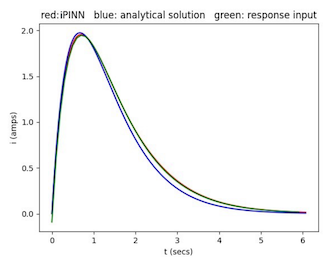 red:iPINN blue: analytical solution green: response input
2.0
1.5
1.0
0.5
0.0
i (amps)
0 1 2 3 4 5 6
t (secs)